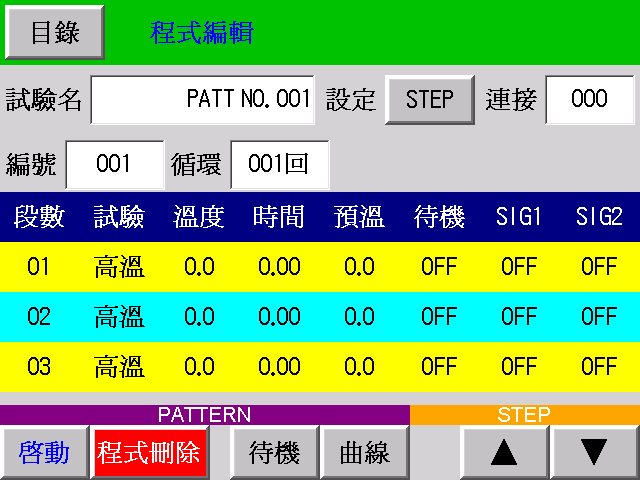 目錄 程式編輯
試驗名 PATT NO.001 設定 STEP 連接 000
編號 001 循環 001回
段數 試驗 溫度 時間 預溫 待機 SIG1 SIG2
01 高溫 0.0 0.00 0.0 OFF OFF OFF
02 高溫 0.0 0.00 0.0 OFF OFF OFF
03 高溫 0.0 0.00 0.0 OFF OFF OFF
PATTERN STEP
啓動 程式刪除 待機 曲線 ▲ ▼